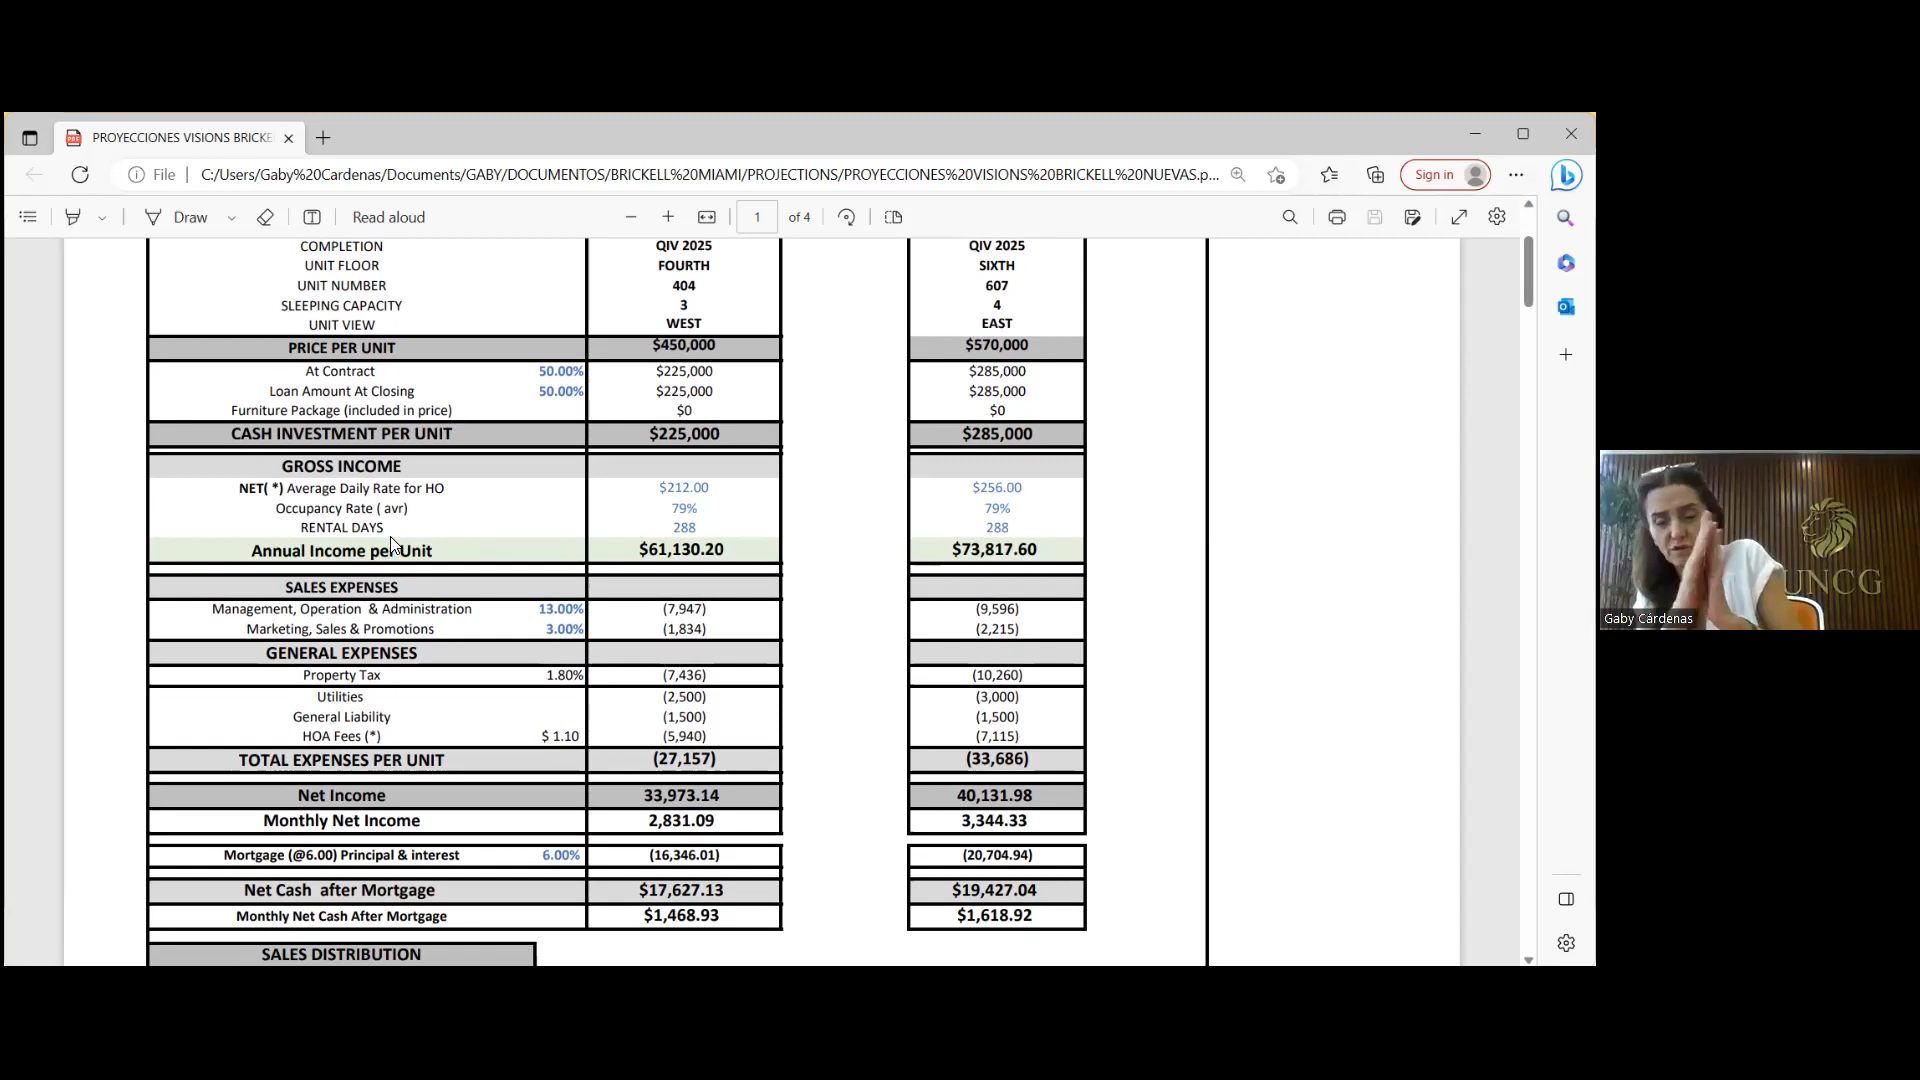 PROYECCIONES VISIONS BRICKE
File C:/Users/Gaby%20Cardenas/Documents/GABY/DOCUMENTOS/BRICKELL%20MIAMI/PROJECTIONS/PROYECCIONES%20VISIONS%20BRICKELL%20NUEVAS.p... Sign in
Draw Read aloud 1 of 4
COMPLETION QIV 2025 QIV 2025
UNIT FLOOR FOURTH SIXTH
UNIT NUMBER 404 607
SLEEPING CAPACITY 3 4
UNIT VIEW WEST EAST
PRICE PER UNIT $450,000 $570,000
At Contract 50.00% $225,000 $285,000
Loan Amount At Closing 50.00% $225,000 $285,000
Furniture Package (included in price) $0 $0
CASH INVESTMENT PER UNIT $225,000 $285,000
GROSS INCOME
NET( *) Average Daily Rate for HO $212.00 $256.00
Occupancy Rate ( avr) 79% 79%
RENTAL DAYS 288 288
Annual Income per Unit $61,130.20 $73,817.60
SALES EXPENSES
Management, Operation & Administration 13.00% (7,947) (9,596)
Marketing, Sales & Promotions 3.00% (1,834) (2,215)
GENERAL EXPENSES
Property Tax 1.80% (7,436) (10,260)
Utilities (2,500) (3,000)
General Liability (1,500) (1,500)
HOA Fees (*) $ 1.10 (5,940) (7,115)
TOTAL EXPENSES PER UNIT (27,157) (33,686)
Net Income 33,973.14 40,131.98
Monthly Net Income 2,831.09 3,344.33
Mortgage (@6.00) Principal & interest 6.00% (16,346.01) (20,704.94)
Net Cash after Mortgage $17,627.13 $19,427.04
Monthly Net Cash After Mortgage $1,468.93 $1,618.92
SALES DISTRIBUTION
UNCG
Gaby Cárdenas